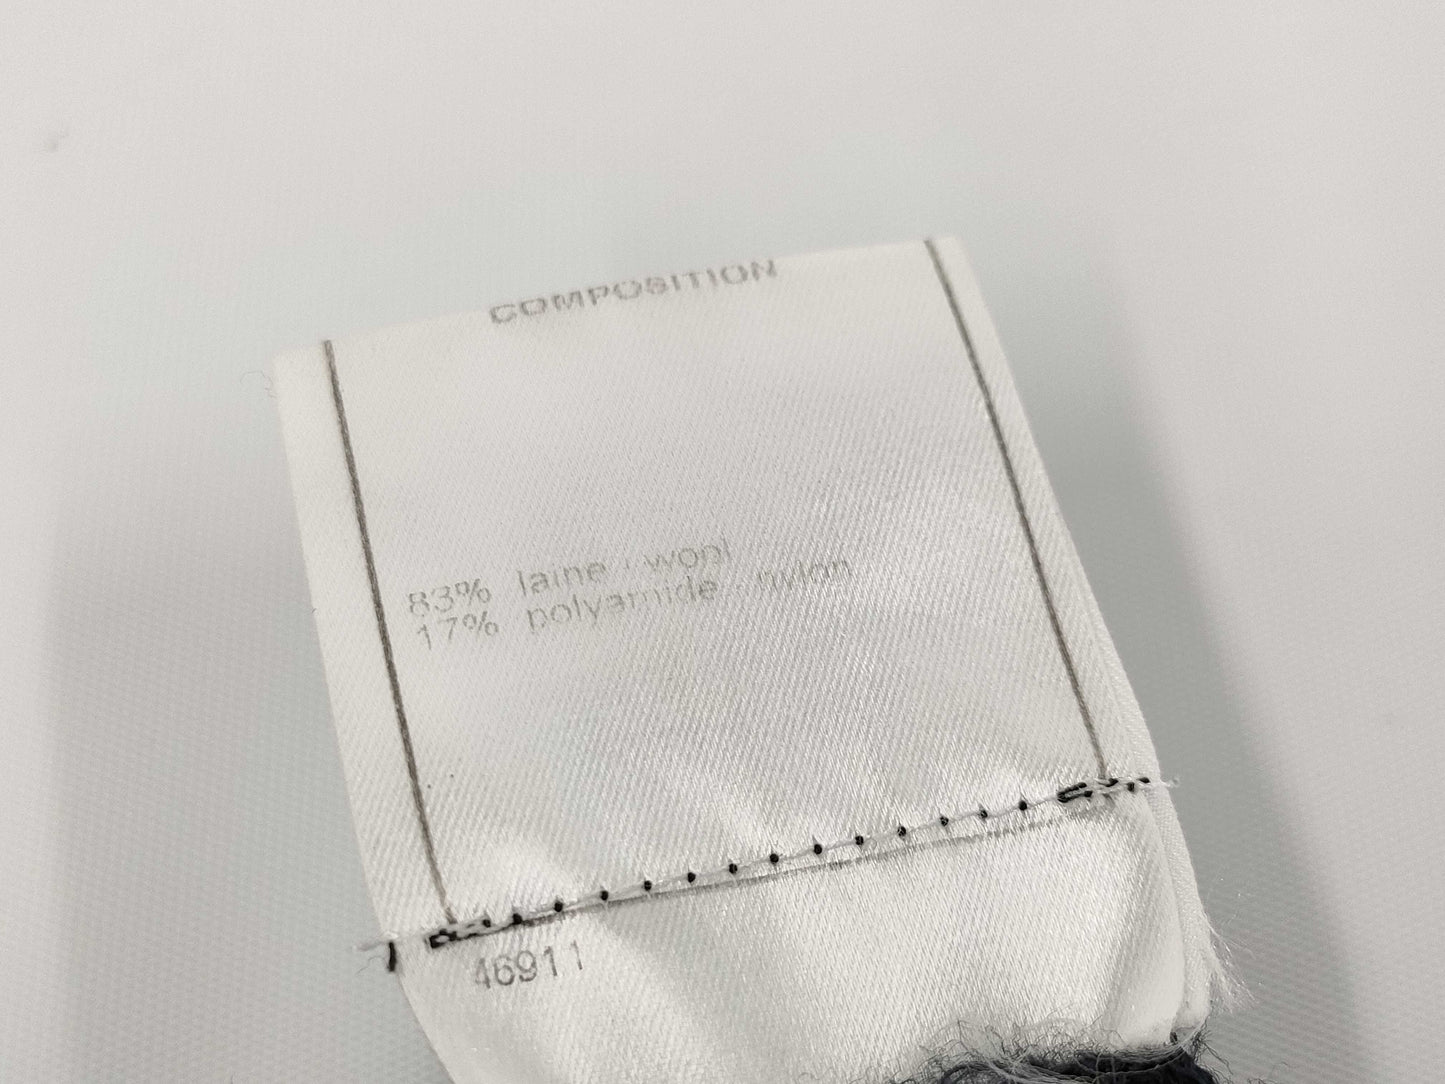 COMPOSITION
83% laine - wool
17% polyamide - nylon
46911